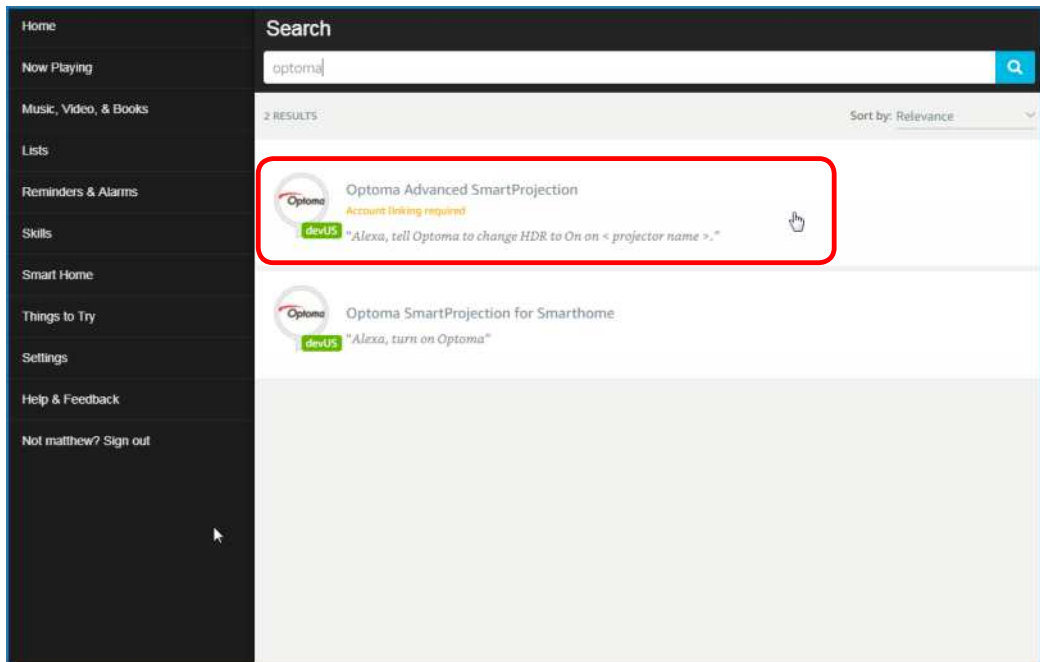 Home
Now Playing
Music, Video, & Books
Lists
Reminders & Alarms
Skills
Smart Home
Things to Try
Settings
Help & Feedback
Not matthew? Sign out
Search
optoma
2 RESULTS
Sort by: Relevance
Optoma
devUS
Optoma Advanced SmartProjection
Account linking required
"Alexa, tell Optoma to change HDR to On on < projector name >."
Optoma
devUS
Optoma SmartProjection for Smarthome
"Alexa, turn on Optoma"